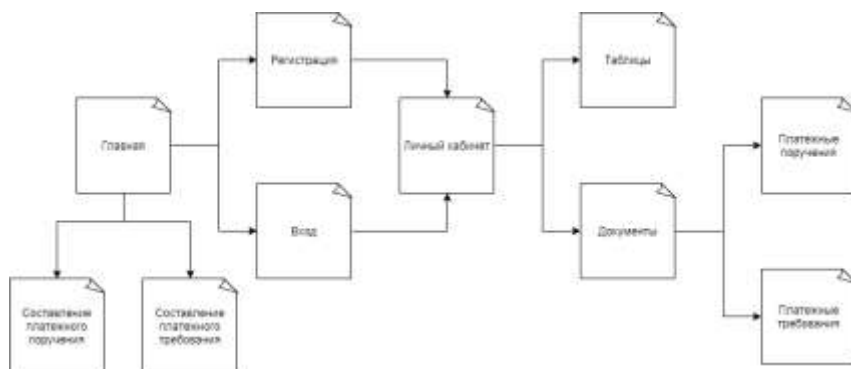 Регистрация
Таблицы
Главная
Личный кабинет
Платежные
поручения
Вход
Документы
Составление
платежного
поручения
Составление
платежного
требования
Платежные
требования